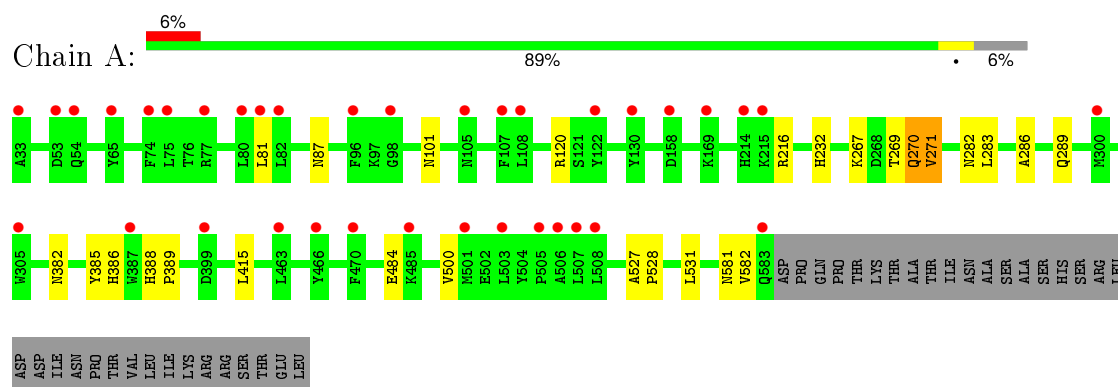 6%
Chain A:
89% • 6%
A33 D53 Q54 Y65 F74 L75 T76 R77 L80 L81 L82 N87 F96 K97 G98 N101 N105 F107 L108 R120 S121 Y122 Y130 D158 K169 H214 K215 R216 H232 K267 D268 T269 Q270 V271 N282 L283 A286 Q289 M300
W305 N382 Y385 H386 W387 H388 P389 D399 L415 L463 Y466 F470 E484 K485 V500 M501 E502 L503 Y504 P505 A506 L507 L508 A527 P528 L531 N581 V582 Q583 ASP PRO GLN PRO THR LYS THR ALA THR ILE ASN ALA SER ALA SER HIS SER ARG LEU
ASP ASP ILE ASN PRO THR VAL LEU ILE LYS ARG ARG SER THR GLU LEU